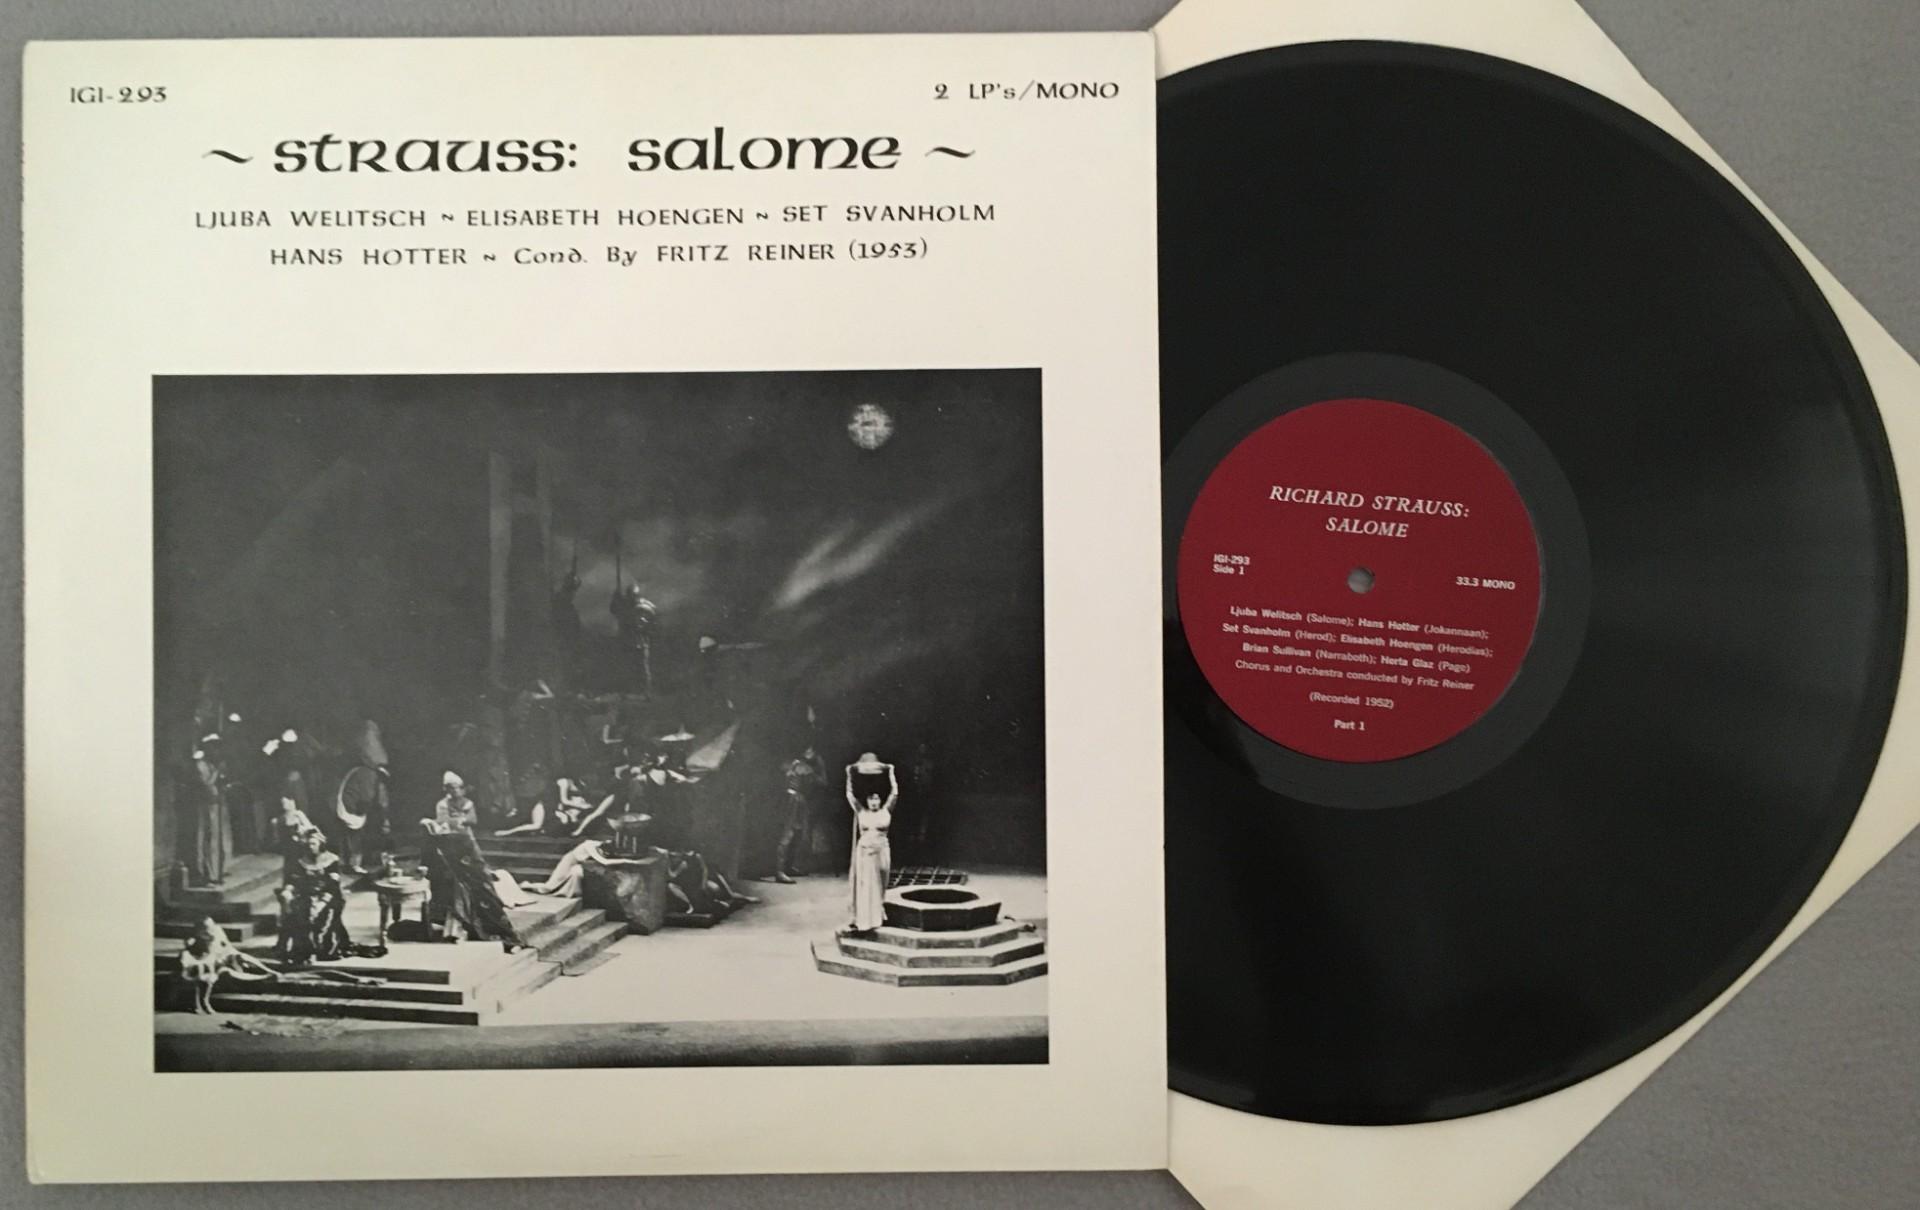 IGI-293
2 LP's/MONO
~ strauss: salome ~
LJUBA WELITSCH ~ ELISABETH HOENGEN ~ SET SVANHOLM
HANS HOTTER ~ Cond. By FRITZ REINER (1953)
RICHARD STRAUSS:
SALOME
IGI-293
Side 1
33.3 MONO
Ljuba Welitsch (Salome); Hans Hotter (Jokannaan);
Set Svanholm (Herod); Elisabeth Hoengen (Herodias);
Brian Sullivan (Narraboth); Herta Glaz (Page)
Chorus and Orchestra conducted by Fritz Reiner
(Recorded 1952)
Part 1